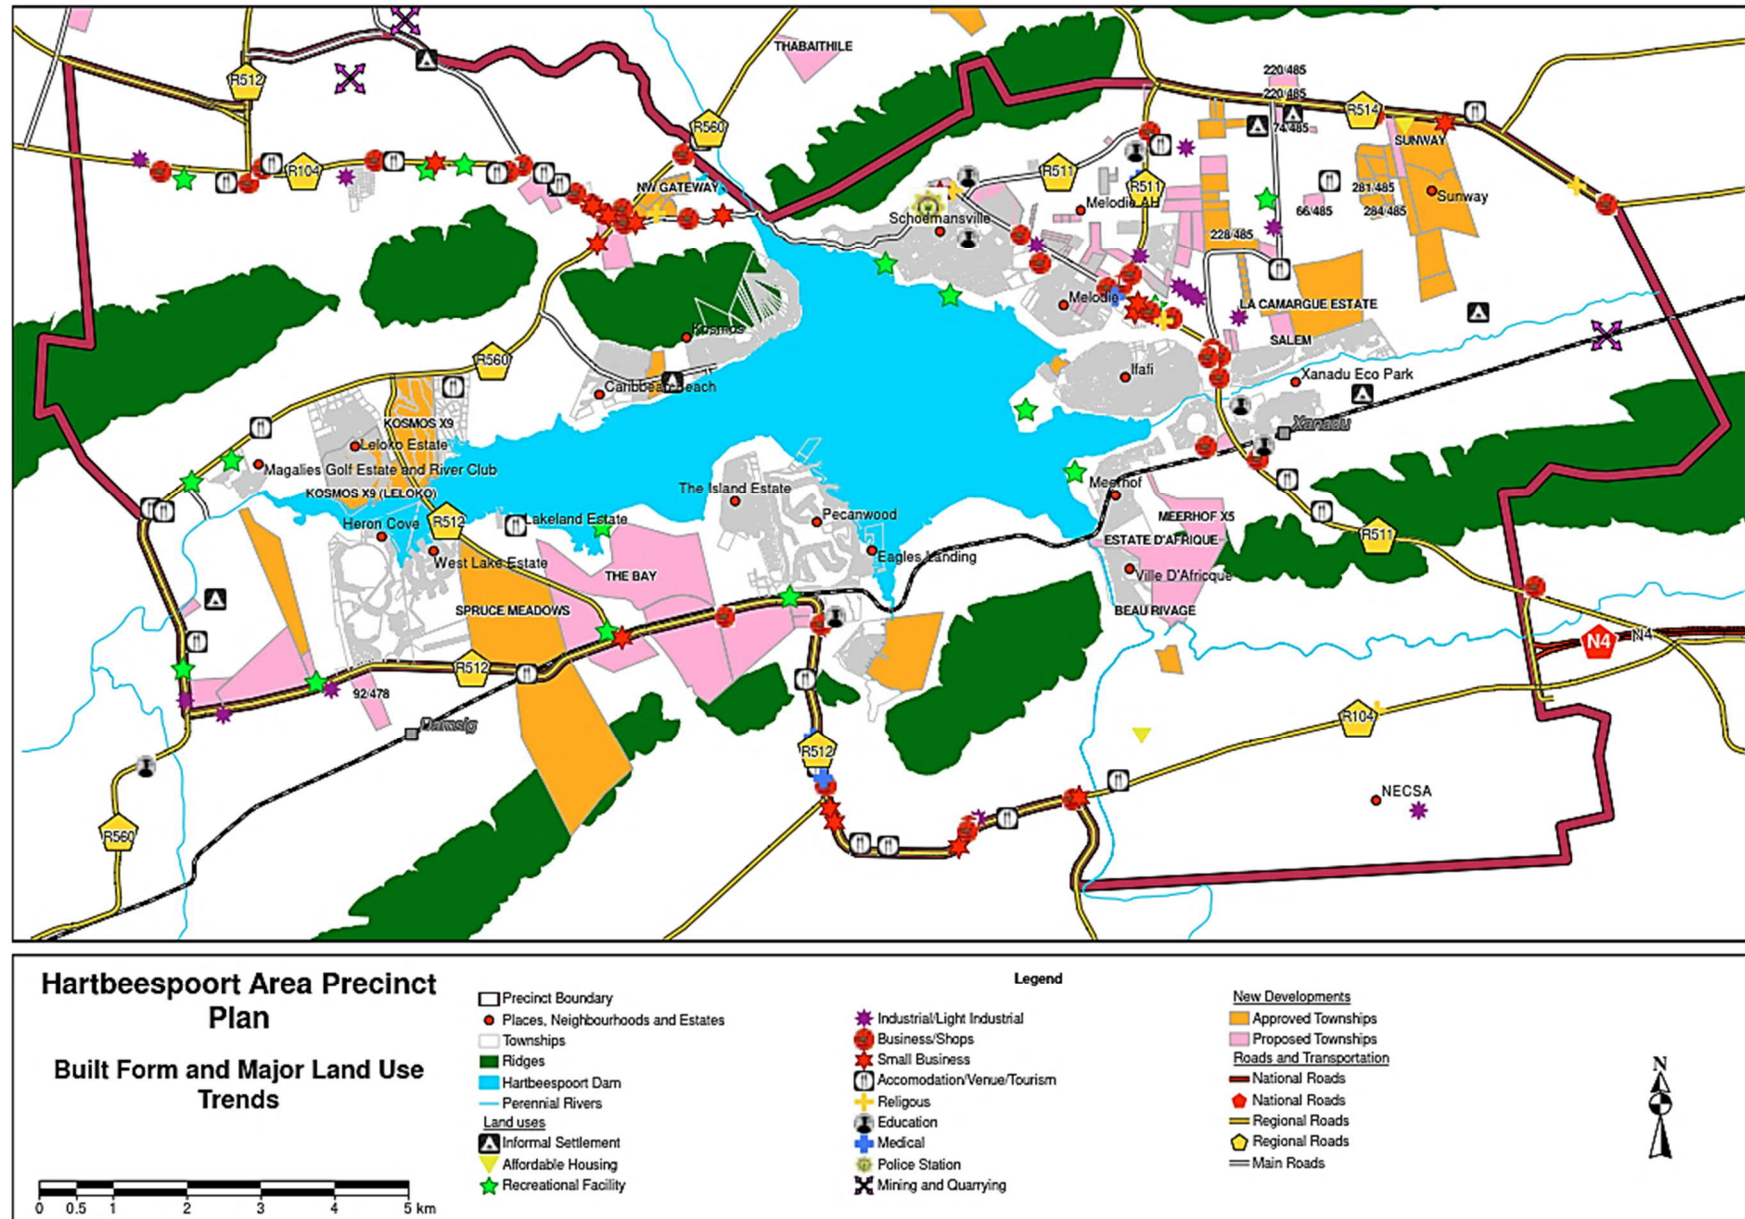 THABAITHILE
220/485
R512
220/485
R514
R560
74/485
SUNWAY
R104
R511
NW GATEWAY
R511
281/485
Sunway
Melodie AH
66/485
284/485
Schoemansville
228/485
Melodie
LA CAMARGUE ESTATE
Kosmos
SALEM
R560
Ifafi
Xanadu Eco Park
Caribbean Beach
KOSMOS X9
Xanadu
Leloko Estate
Magalies Golf Estate and River Club
Meerhof
The Island Estate
KOSMOS X9 (LELOKO)
Pecanwood
MEERHOF X5
Heron Cove
R512
Lakeland Estate
R511
ESTATE D'AFRIQUE
Eagles Landing
West Lake Estate
THE BAY
Ville D'Africque
SPRUCE MEADOWS
BEAU RIVAGE
N4
N4
R512
92/478
Damsig
R104
R512
NECSA
R560
Hartbeespoort Area Precinct
Plan
Built Form and Major Land Use
Trends
0 0.5 1 2 3 4 5 km
Legend
Precinct Boundary
Places, Neighbourhoods and Estates
Townships
Ridges
Hartbeespoort Dam
Perennial Rivers
Land uses
Informal Settlement
Affordable Housing
Recreational Facility
Industrial/Light Industrial
Business/Shops
Small Business
Accomodation/Venue/Tourism
Religous
Education
Medical
Police Station
Mining and Quarrying
New Developments
Approved Townships
Proposed Townships
Roads and Transportation
National Roads
National Roads
Regional Roads
Regional Roads
Main Roads
N